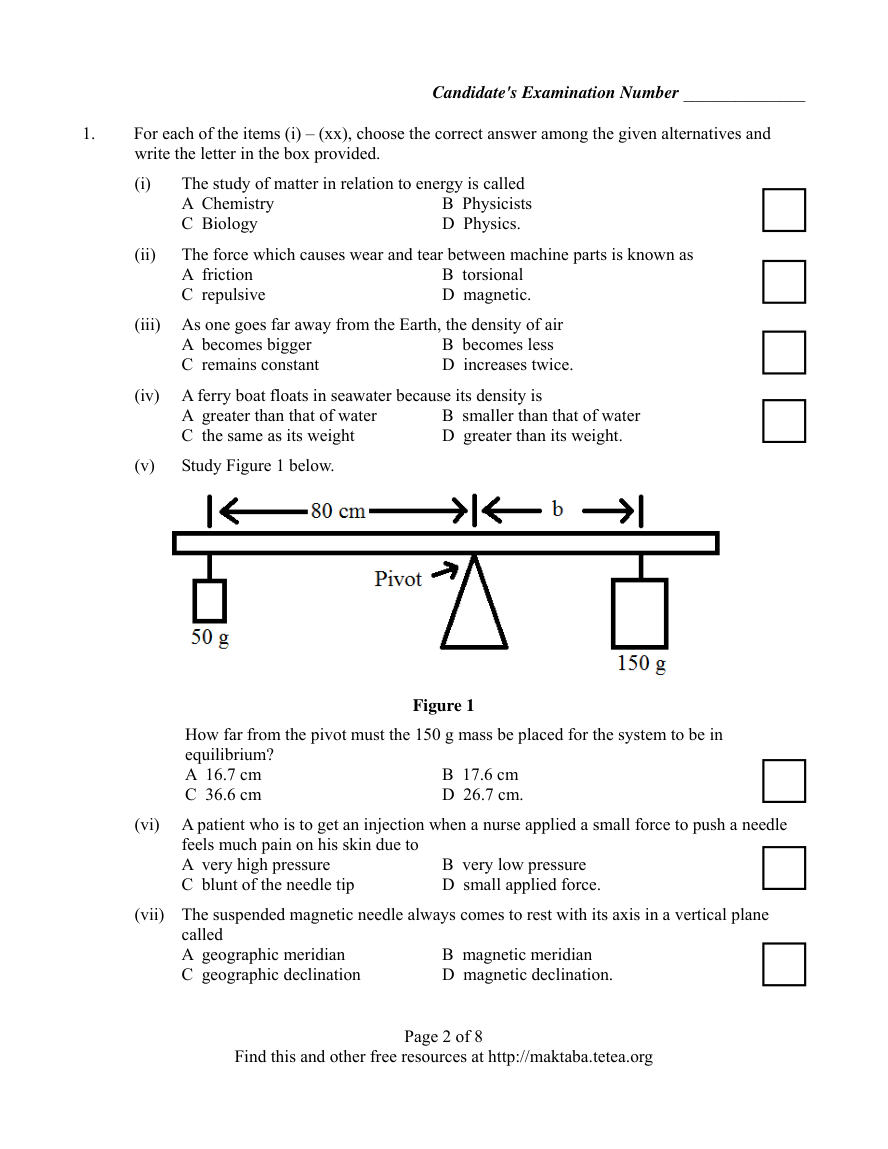 Candidate's Examination Number ______________
1. For each of the items (i) – (xx), choose the correct answer among the given alternatives and
write the letter in the box provided.
(i) The study of matter in relation to energy is called
A Chemistry B Physicists
C Biology D Physics.
(ii) The force which causes wear and tear between machine parts is known as
A friction B torsional
C repulsive D magnetic.
(iii) As one goes far away from the Earth, the density of air
A becomes bigger B becomes less
C remains constant D increases twice.
(iv) A ferry boat floats in seawater because its density is
A greater than that of water B smaller than that of water
C the same as its weight D greater than its weight.
(v) Study Figure 1 below.
80 cm b
Pivot
50 g
150 g
Figure 1
How far from the pivot must the 150 g mass be placed for the system to be in
equilibrium?
A 16.7 cm B 17.6 cm
C 36.6 cm D 26.7 cm.
(vi) A patient who is to get an injection when a nurse applied a small force to push a needle
feels much pain on his skin due to
A very high pressure B very low pressure
C blunt of the needle tip D small applied force.
(vii) The suspended magnetic needle always comes to rest with its axis in a vertical plane
called
A geographic meridian B magnetic meridian
C geographic declination D magnetic declination.
Page 2 of 8
Find this and other free resources at http://maktaba.tetea.org